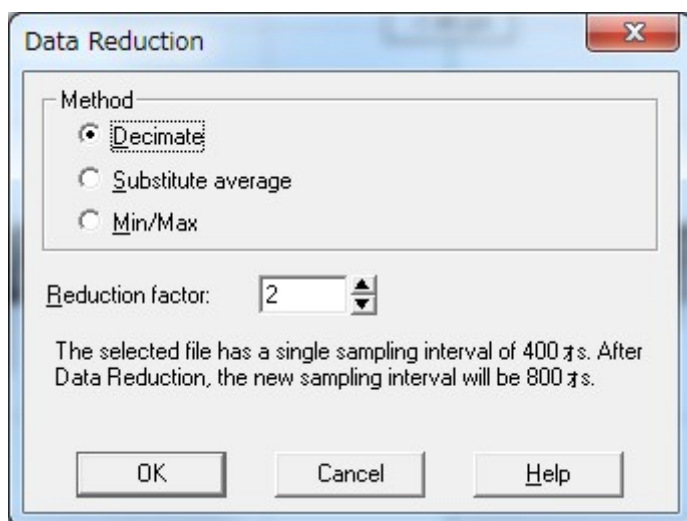 Data Reduction
Method
Decimate
Substitute average
Min/Max
Reduction factor:
2
The selected file has a single sampling interval of 400 ｵs. After
Data Reduction, the new sampling interval will be 800 ｵs.
OK
Cancel
Help